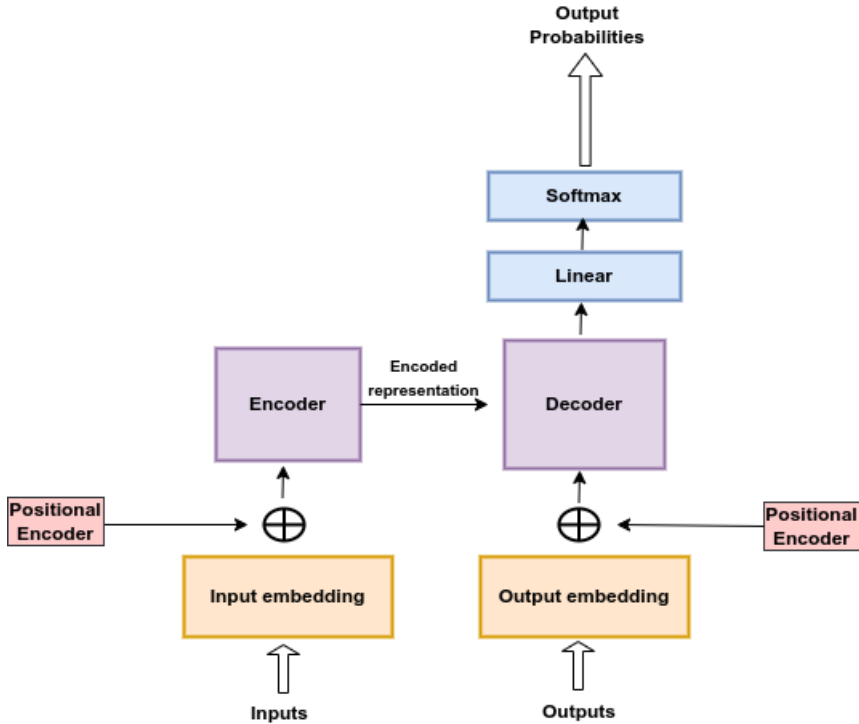 Output
Probabilities
Softmax
Linear
Encoded
representation
Encoder
Decoder
Positional
Encoder
Positional
Encoder
Input embedding
Output embedding
Inputs
Outputs